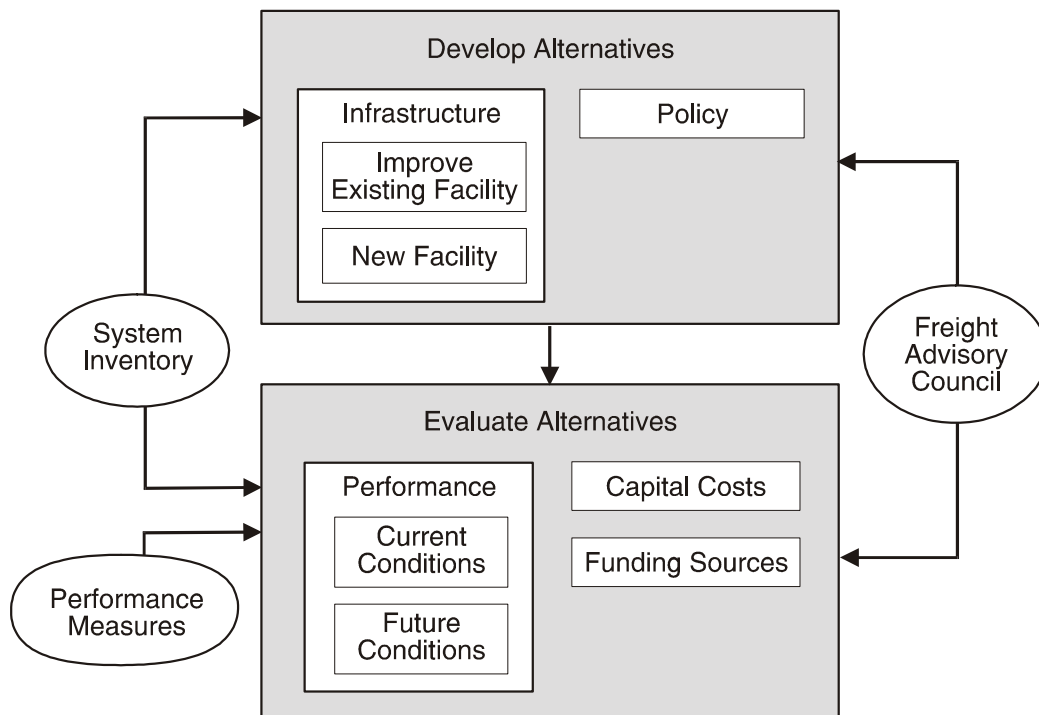 Develop Alternatives
Infrastructure
Improve
Existing Facility
New Facility
Policy
System
Inventory
Freight
Advisory
Council
Evaluate Alternatives
Performance
Current
Conditions
Future
Conditions
Capital Costs
Funding Sources
Performance
Measures